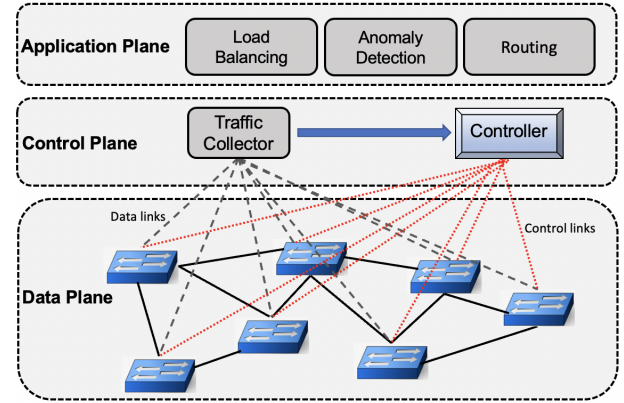 Application Plane
Load
Balancing
Anomaly
Detection
Routing
Control Plane
Traffic
Collector
Controller
Data links
Control links
Data Plane